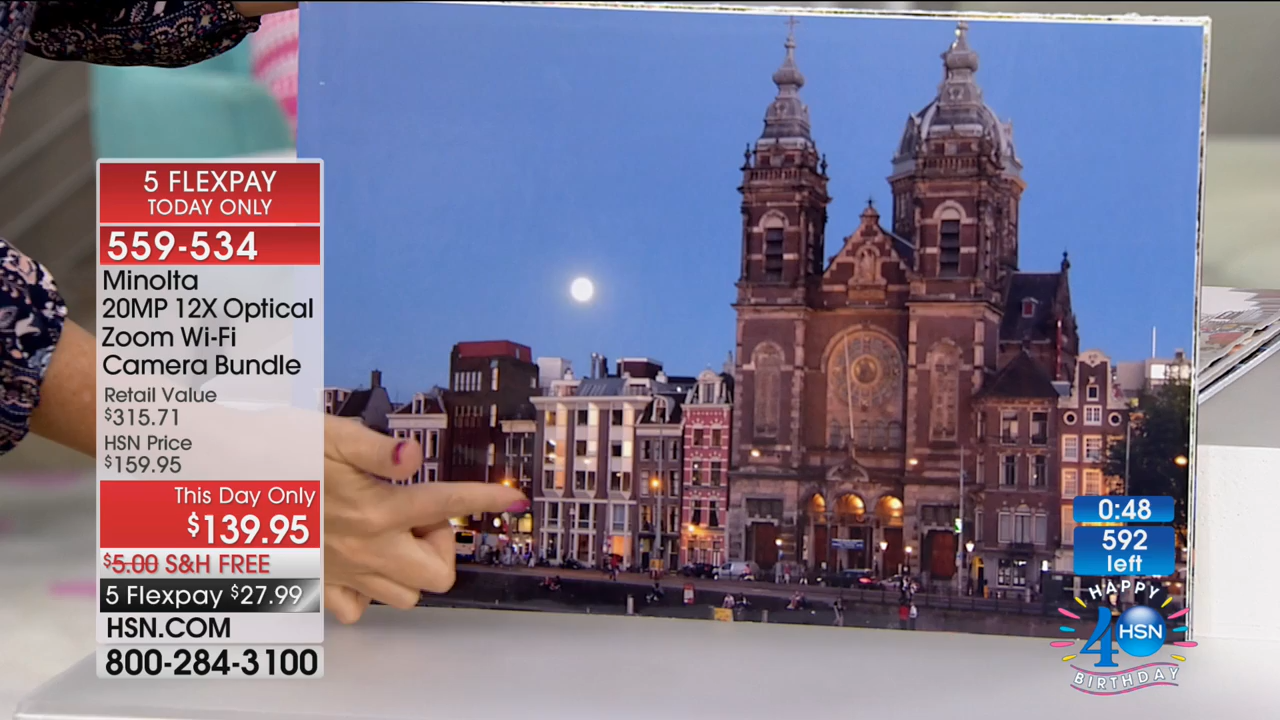 5 FLEXPAY
TODAY ONLY
559-534
Minolta
20MP 12X Optical
Zoom Wi-Fi
Camera Bundle
Retail Value
$315.71
HSN Price
$159.95
This Day Only
$139.95
$5.00 S&H FREE
5 Flexpay $27.99
HSN.COM
800-284-3100
0:48
592
left
HAPPY
40
HSN
BIRTHDAY